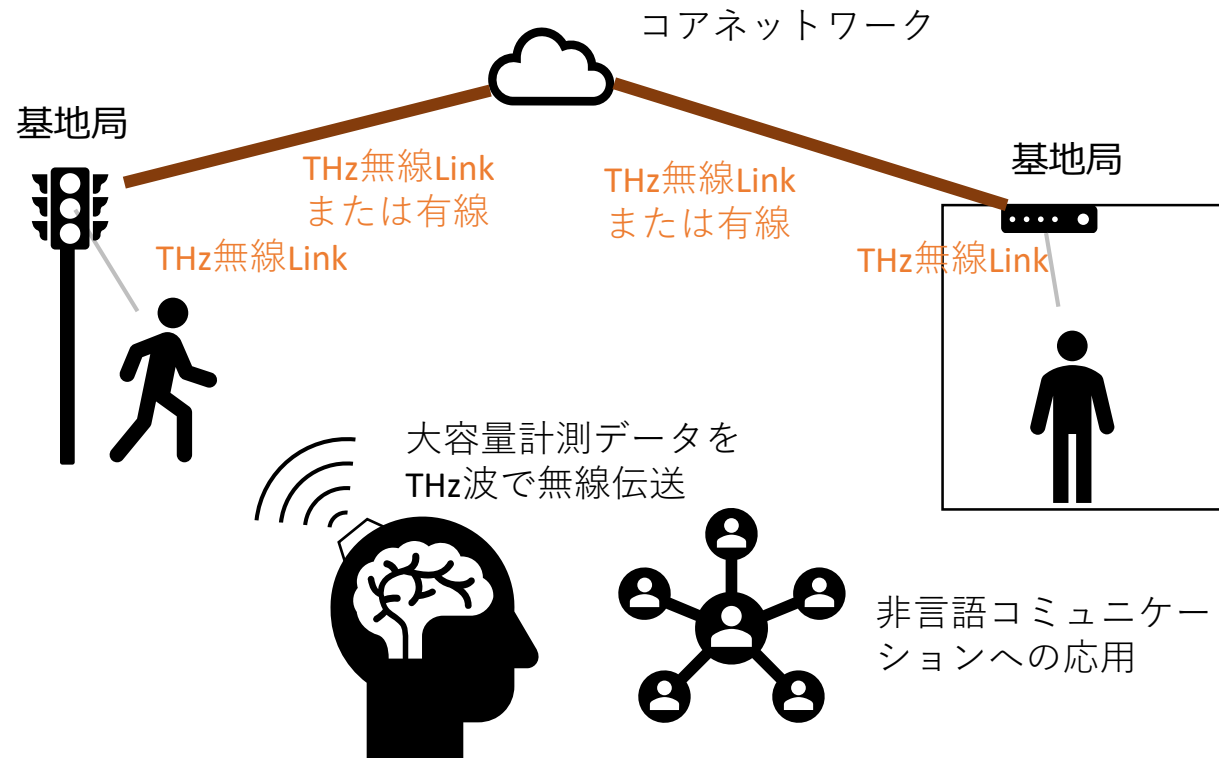 コアネットワーク
基地局
基地局
THz無線Link
または有線
THz無線Link
または有線
THz無線Link
THz無線Link
大容量計測データを
THz波で無線伝送
非言語コミュニケー
ションへの応用